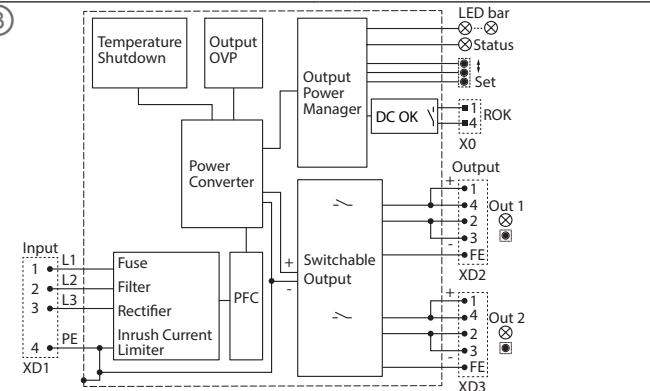 3
Temperature
Shutdown
Output
OVP
Output
Power
Manager
LED bar
Status
Set
DC OK
1
4
ROK
X0
Power
Converter
Output
+
1
4
2
3
-
FE
Out 1
XD2
Switchable
Output
+
-
Input
1 L1
2 L2
3 L3
4 PE
XD1
Fuse
Filter
Rectifier
Inrush Current
Limiter
PFC
+
1
4
2
3
-
FE
Out 2
XD3